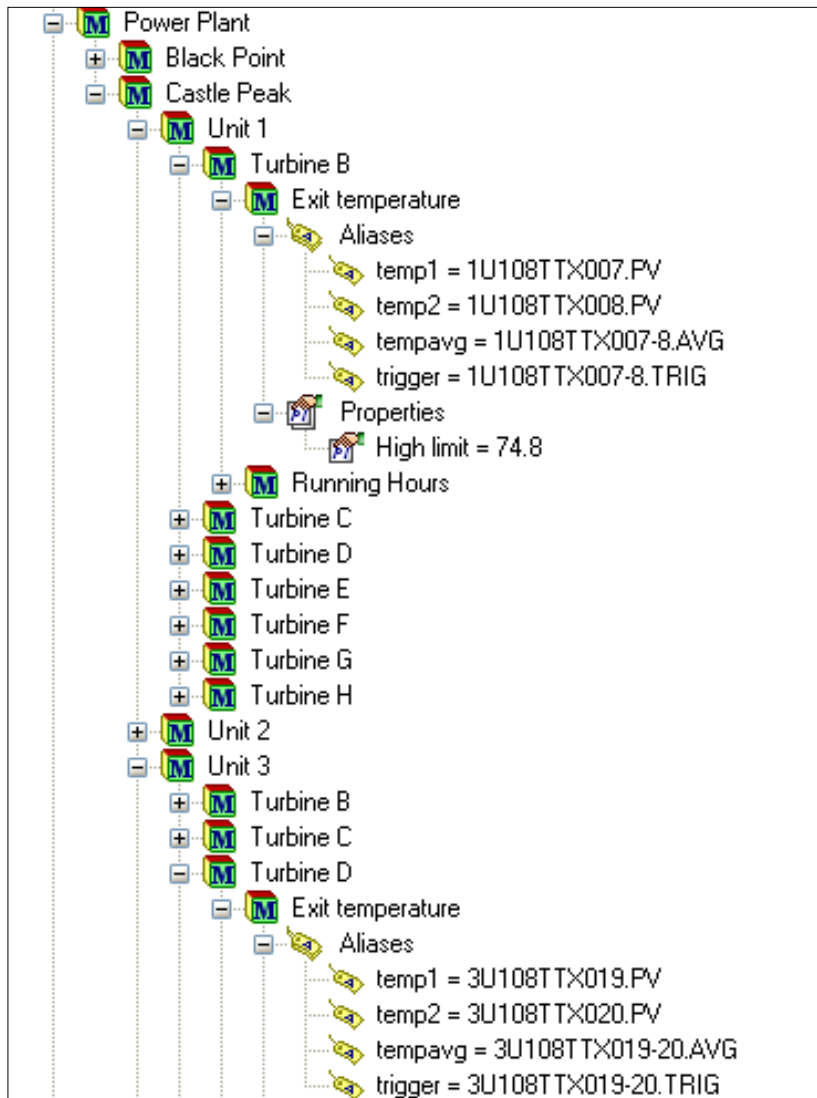 Power Plant
Black Point
Castle Peak
Unit 1
Turbine B
Exit temperature
Aliases
temp1 = 1U108TTX007.PV
temp2 = 1U108TTX008.PV
tempavg = 1U108TTX007-8.AVG
trigger = 1U108TTX007-8.TRIG
Properties
High limit = 74.8
Running Hours
Turbine C
Turbine D
Turbine E
Turbine F
Turbine G
Turbine H
Unit 2
Unit 3
Turbine B
Turbine C
Turbine D
Exit temperature
Aliases
temp1 = 3U108TTX019.PV
temp2 = 3U108TTX020.PV
tempavg = 3U108TTX019-20.AVG
trigger = 3U108TTX019-20.TRIG